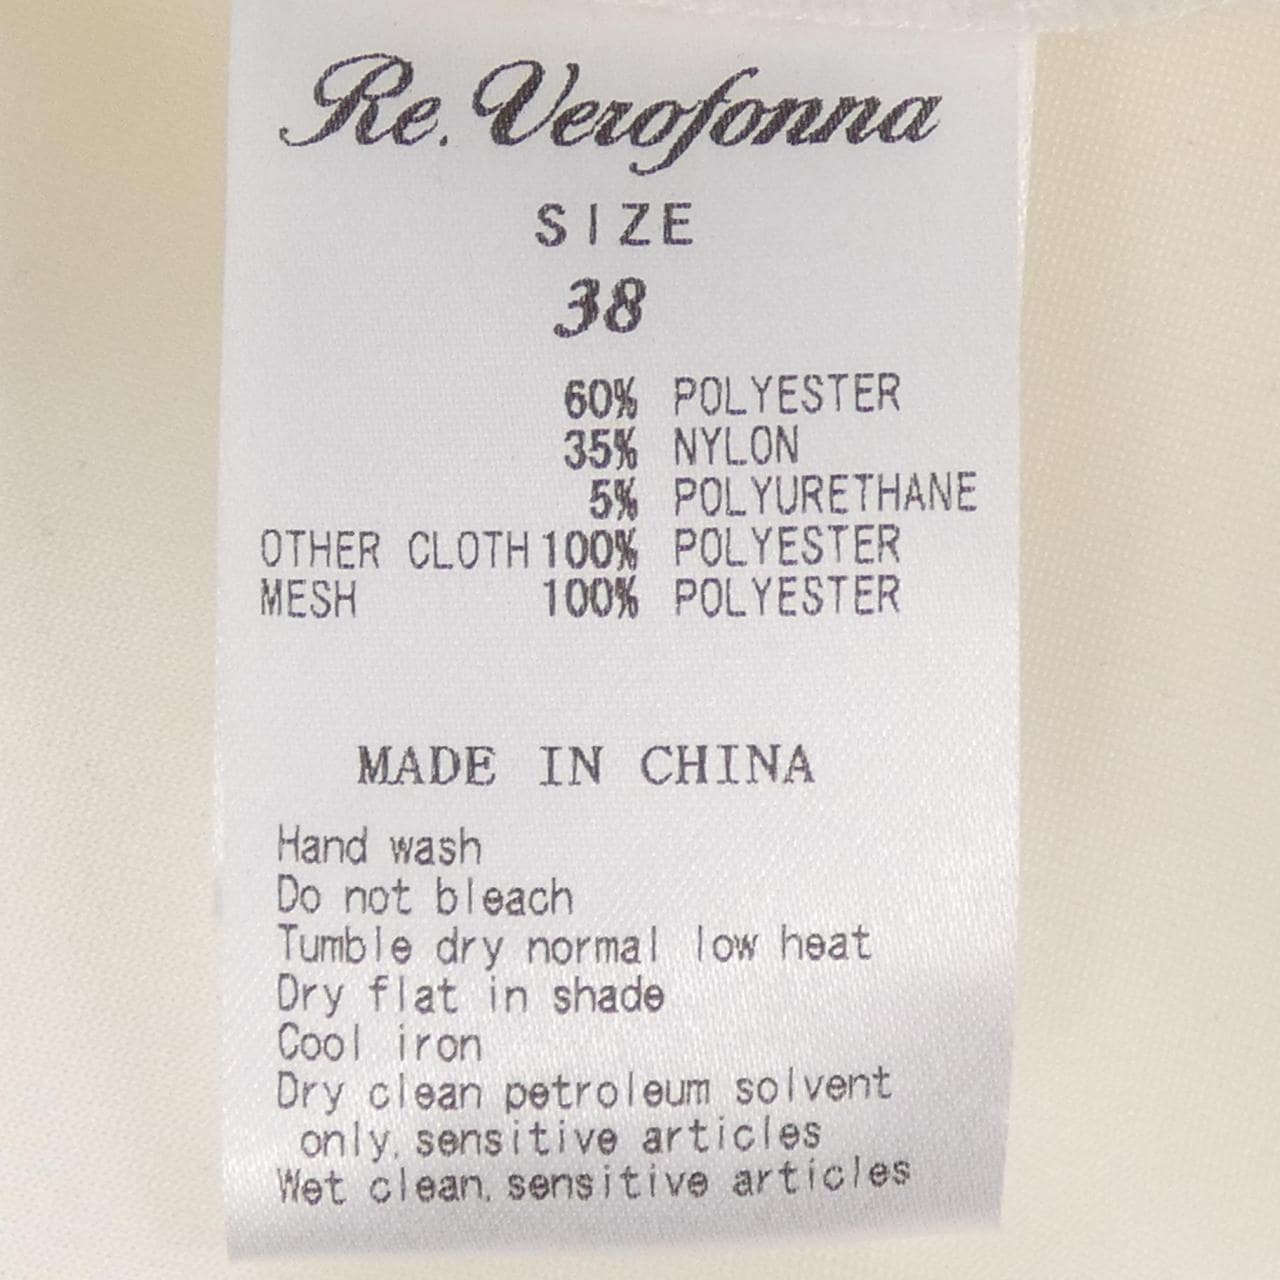 Re. Verofonna
SIZE
38
60% POLYESTER
35% NYLON
5% POLYURETHANE
OTHER CLOTH 100% POLYESTER
MESH 100% POLYESTER
MADE IN CHINA
Hand wash
Do not bleach
Tumble dry normal low heat
Dry flat in shade
Cool iron
Dry clean petroleum solvent
only, sensitive articles
Wet clean, sensitive articles